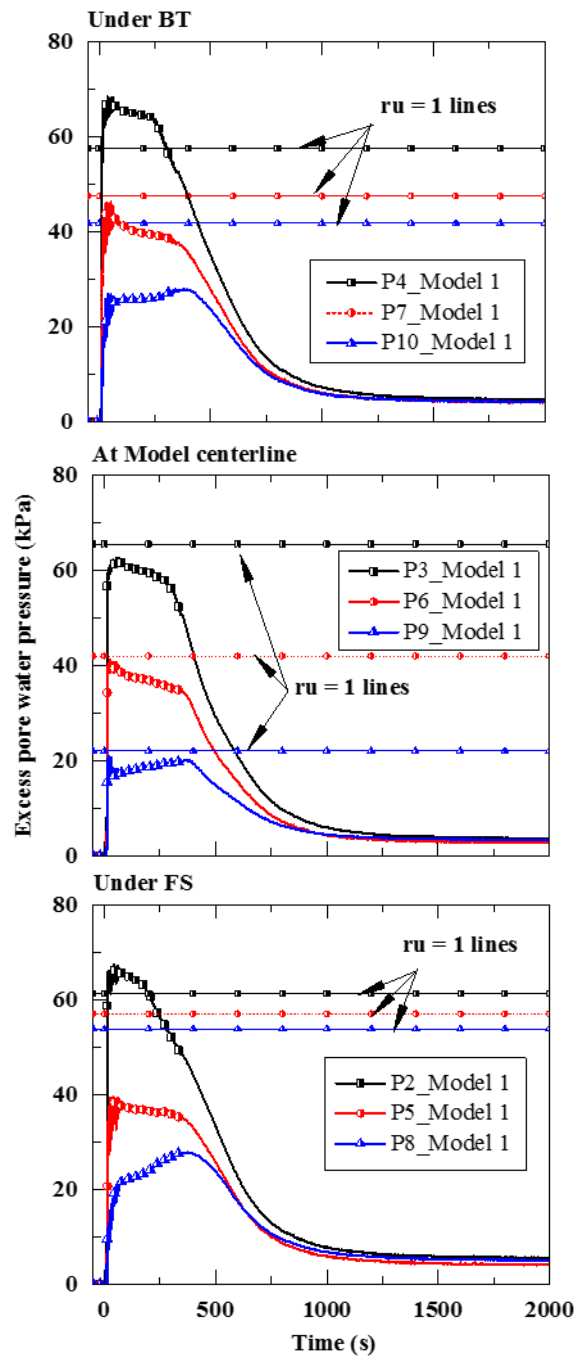 Under BT
80
60
40
20
0
ru = 1 lines
P4_Model 1
P7_Model 1
P10_Model 1
At Model centerline
80
60
40
20
0
P3_Model 1
P6_Model 1
P9_Model 1
ru = 1 lines
Excess pore water pressure (kPa)
Under FS
80
60
40
20
0
ru = 1 lines
P2_Model 1
P5_Model 1
P8_Model 1
0 500 1000 1500 2000
Time (s)